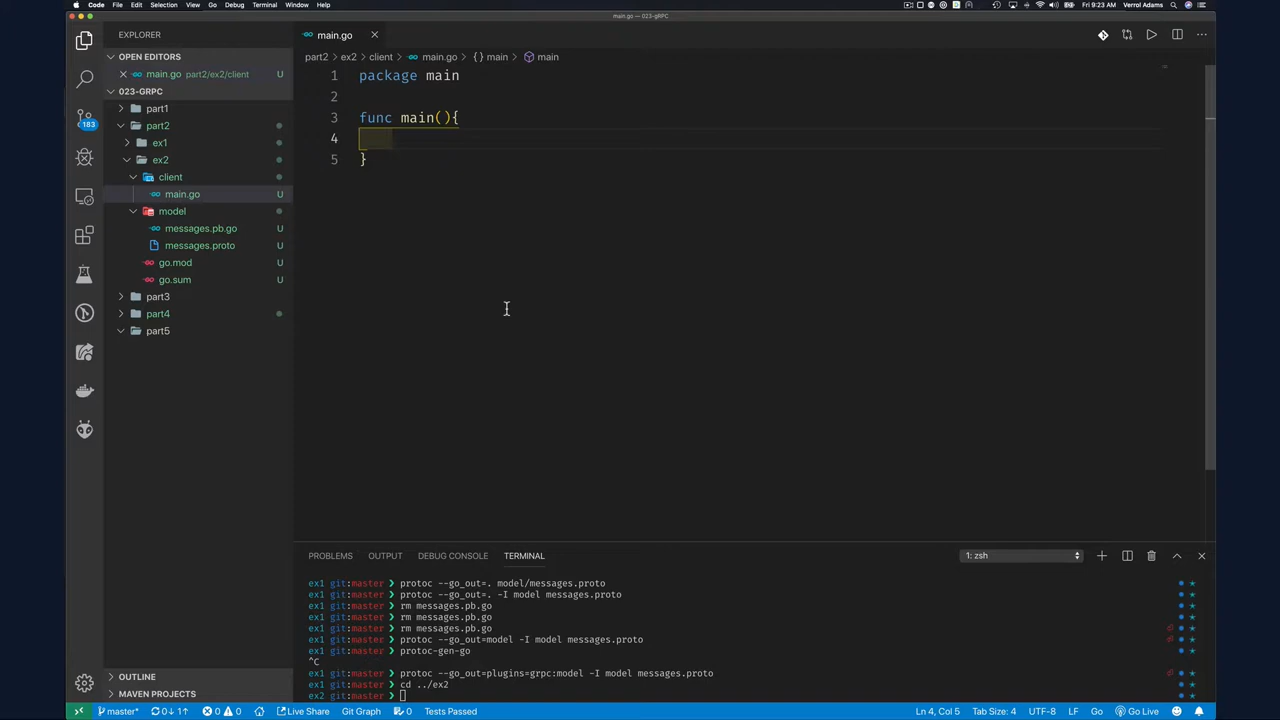 Code File Edit Selection View Go Debug Terminal Window Help
Fri 9:23 AM Verrol Adams
main.go — 023-gRPC
EXPLORER
OPEN EDITORS
main.go part2/ex2/client U
023-GRPC
part1
part2
ex1
ex2
client
main.go U
model
messages.pb.go U
messages.proto U
go.mod U
go.sum U
part3
part4
part5
OUTLINE
MAVEN PROJECTS
183
main.go
part2 > ex2 > client > main.go > {} main > main
1 package main
2
3 func main(){
4
5 }
PROBLEMS OUTPUT DEBUG CONSOLE TERMINAL
1: zsh
ex1 git:master ❯ protoc --go_out=. model/messages.proto
ex1 git:master ❯ protoc --go_out=. -I model messages.proto
ex1 git:master ❯ rm messages.pb.go
ex1 git:master ❯ rm messages.pb.go
ex1 git:master ❯ rm messages.pb.go
ex1 git:master ❯ protoc --go_out=model -I model messages.proto
ex1 git:master ❯ protoc-gen-go
^C
ex1 git:master ❯ protoc --go_out=plugins=grpc:model -I model messages.proto
ex1 git:master ❯ cd ../ex2
ex2 git:master ❯
master* 0↓ 1↑ 0 0 Live Share Git Graph 0 Tests Passed
Ln 4, Col 5 Tab Size: 4 UTF-8 LF Go Go Live